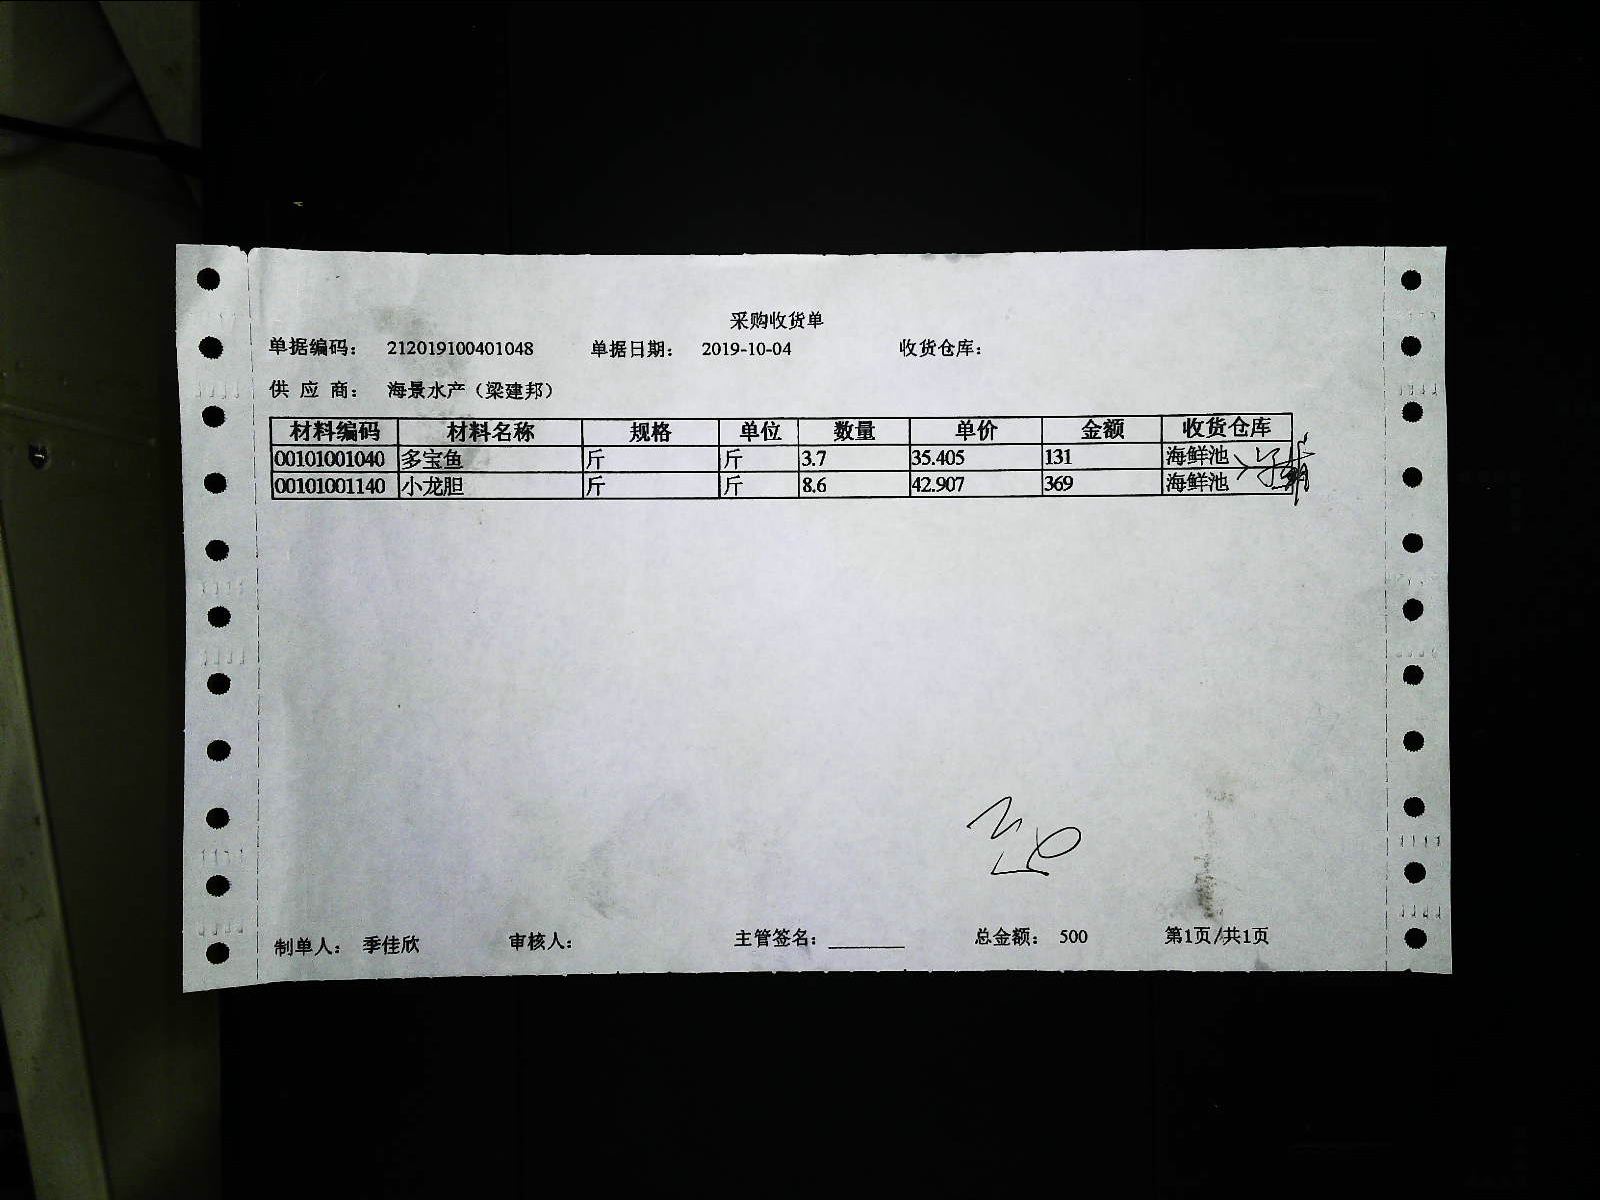 采购收货单
单据编码： 212019100401048 单据日期： 2019-10-04 收货仓库：
供 应 商： 海景水产（梁建邦）
材料编码 材料名称 规格 单位 数量 单价 金额 收货仓库
00101001040 多宝鱼 斤 斤 3.7 35.405 131 海鲜池
00101001140 小龙胆 斤 斤 8.6 42.907 369 海鲜池
制单人： 季佳欣 审核人： 主管签名：________ 总金额： 500 第1页/共1页